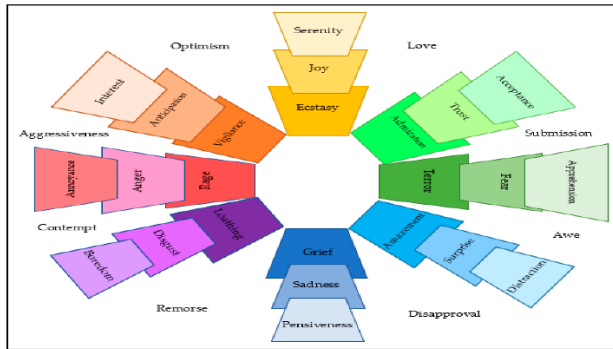 Serenity
Optimism
Love
Joy
Interest
Acceptance
Anticipation
Trust
Ecstasy
Vigilance
Admiration
Aggressiveness
Submission
Annoyance
Anger
Rage
Terror
Fear
Apprehension
Contempt
Awe
Loathing
Amazement
Disgust
Surprise
Boredom
Distraction
Grief
Sadness
Remorse
Disapproval
Pensiveness